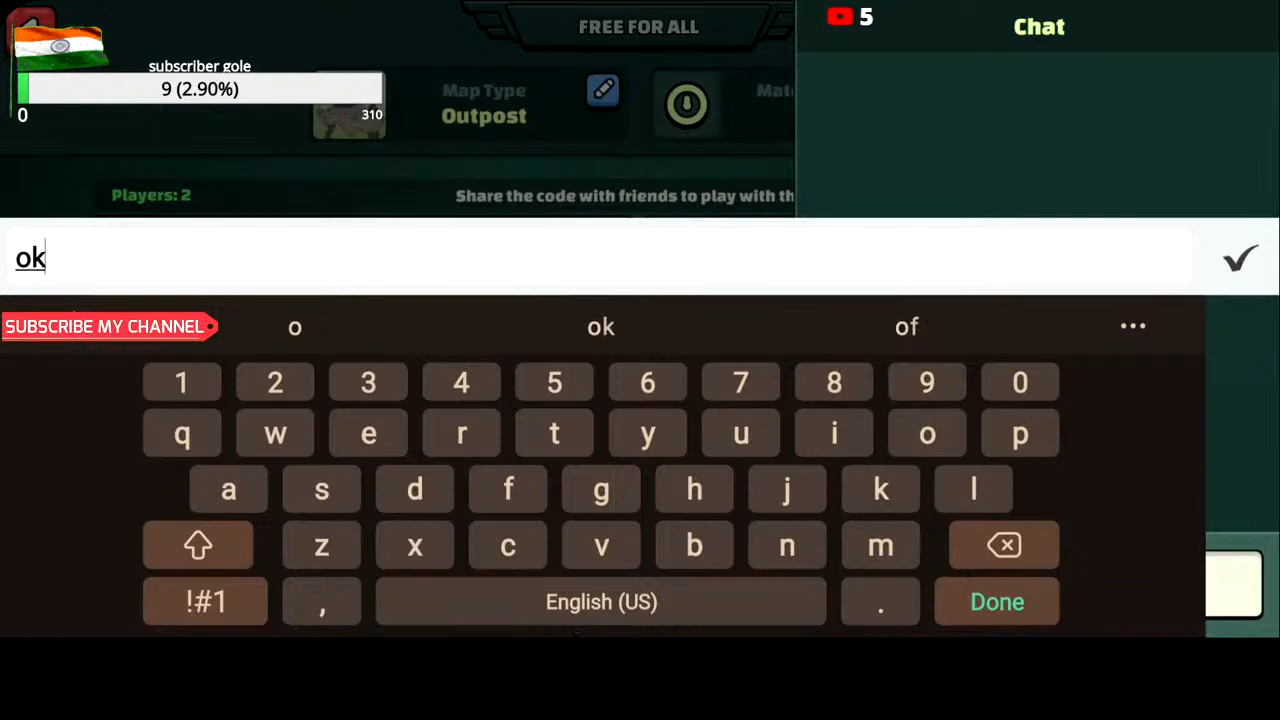 FREE FOR ALL
5
Chat
subscriber gole
9 (2.90%)
0
310
Map Type
Outpost
Mat
Players: 2
Share the code with friends to play with th
ok
SUBSCRIBE MY CHANNEL
o ok of ...
1 2 3 4 5 6 7 8 9 0
q w e r t y u i o p
a s d f g h j k l
z x c v b n m
!#1 , English (US) . Done